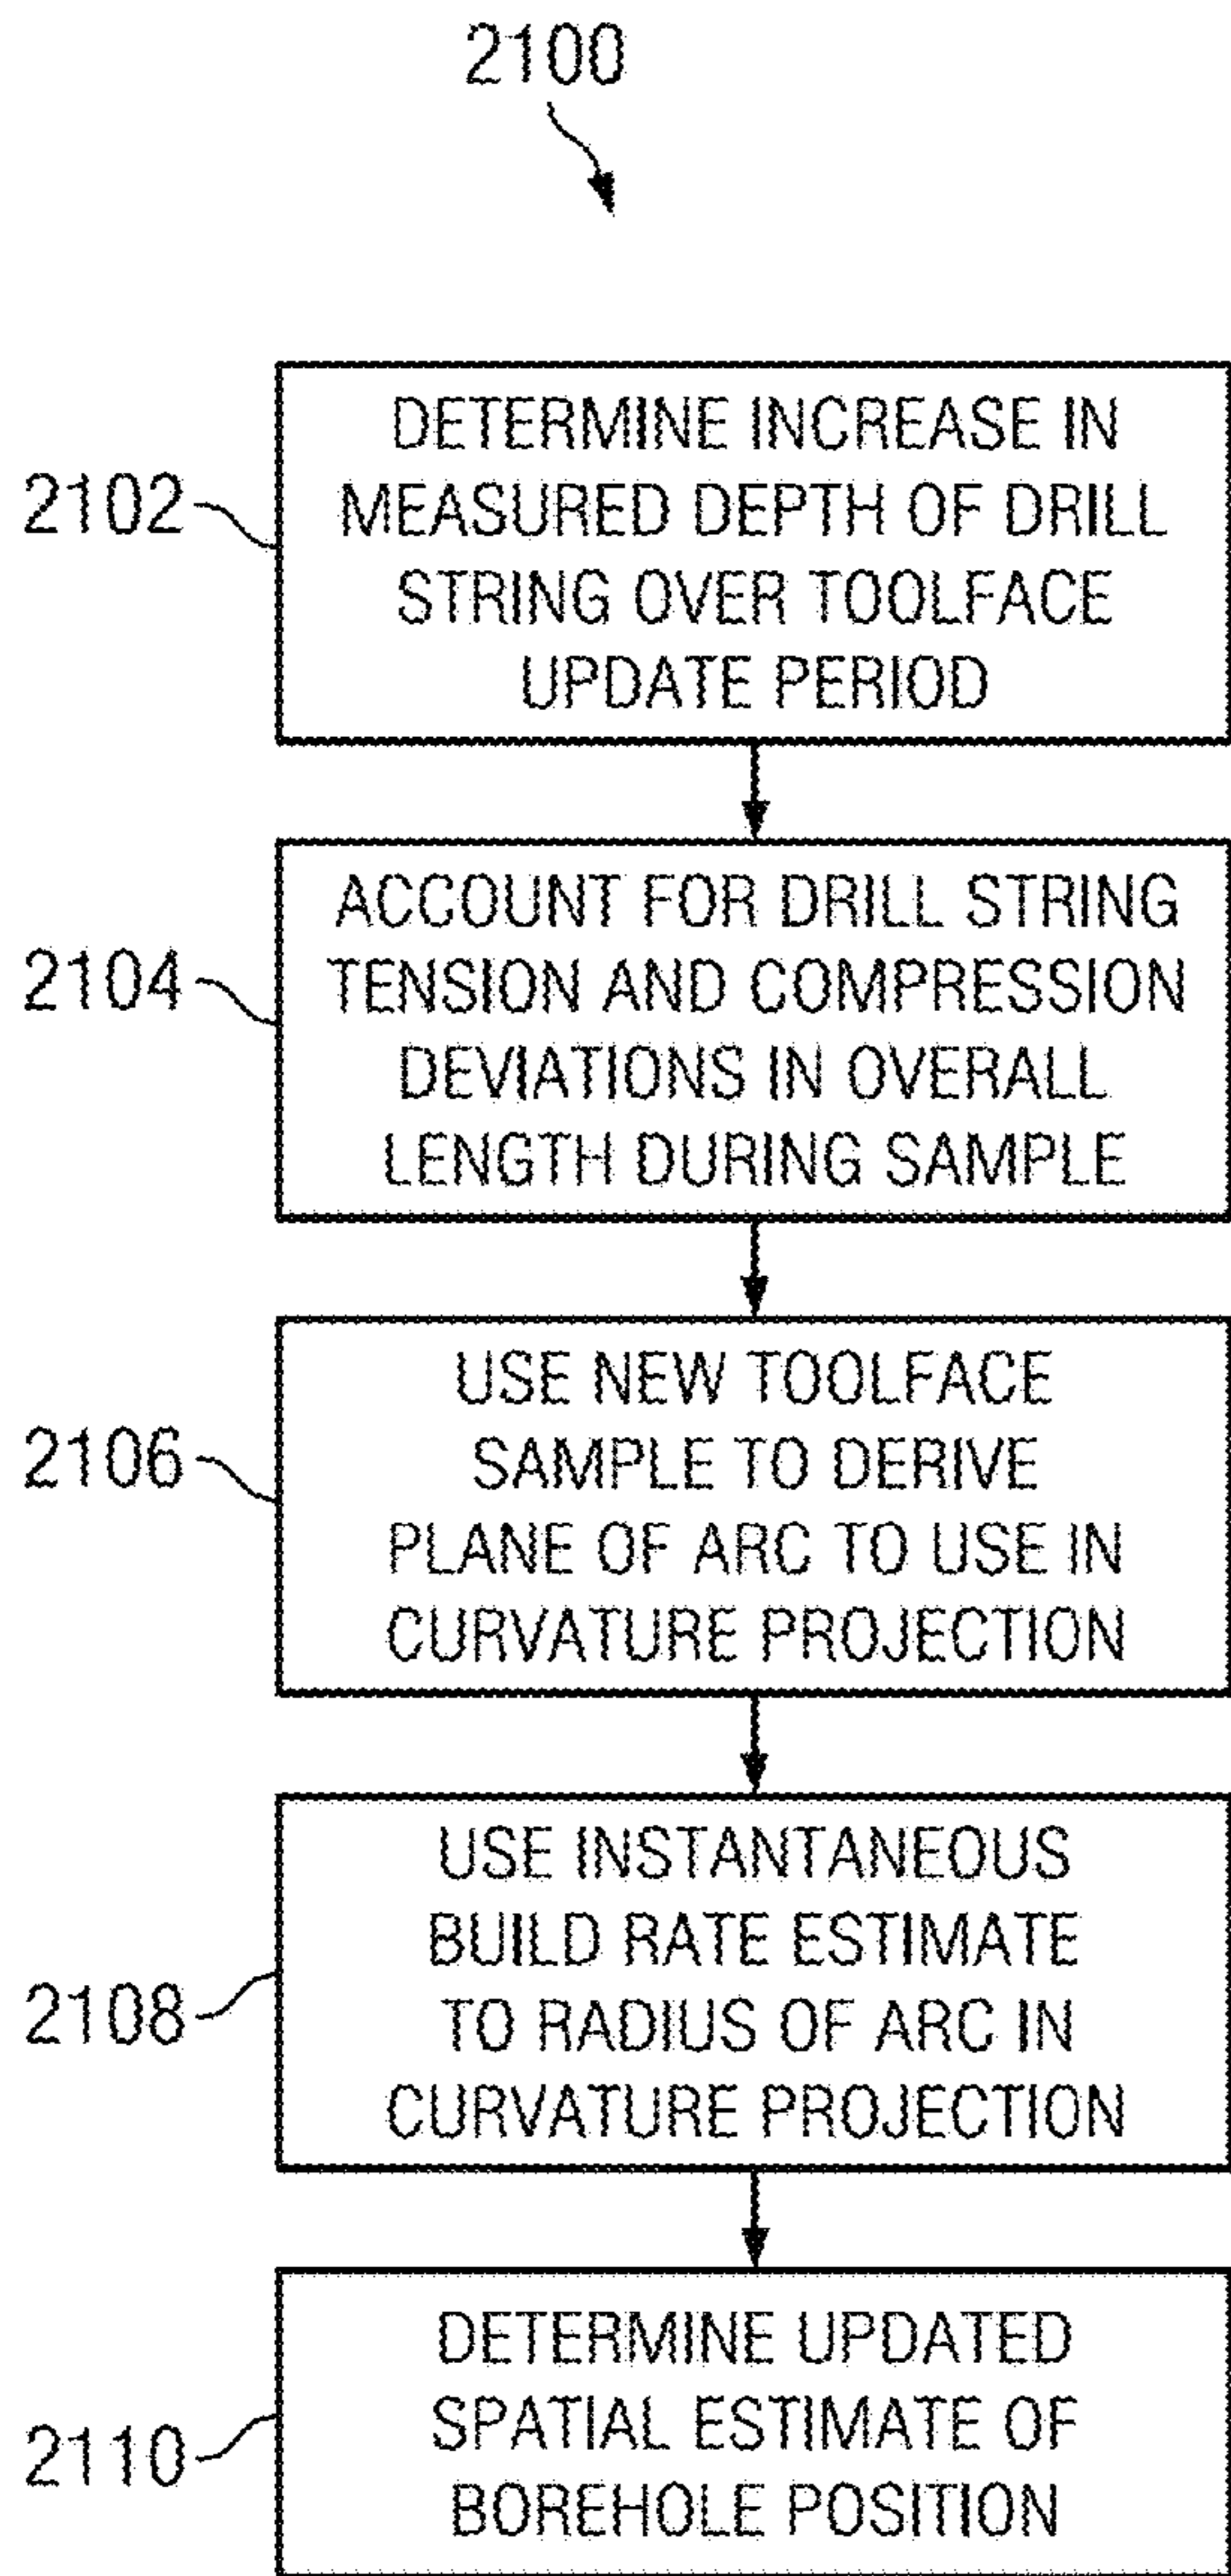 2100
2102
DETERMINE INCREASE IN
MEASURED DEPTH OF DRILL
STRING OVER TOOLFACE
UPDATE PERIOD
2104
ACCOUNT FOR DRILL STRING
TENSION AND COMPRESSION
DEVIATIONS IN OVERALL
LENGTH DURING SAMPLE
2106
USE NEW TOOLFACE
SAMPLE TO DERIVE
PLANE OF ARC TO USE IN
CURVATURE PROJECTION
2108
USE INSTANTANEOUS
BUILD RATE ESTIMATE
TO RADIUS OF ARC IN
CURVATURE PROJECTION
2110
DETERMINE UPDATED
SPATIAL ESTIMATE OF
BOREHOLE POSITION